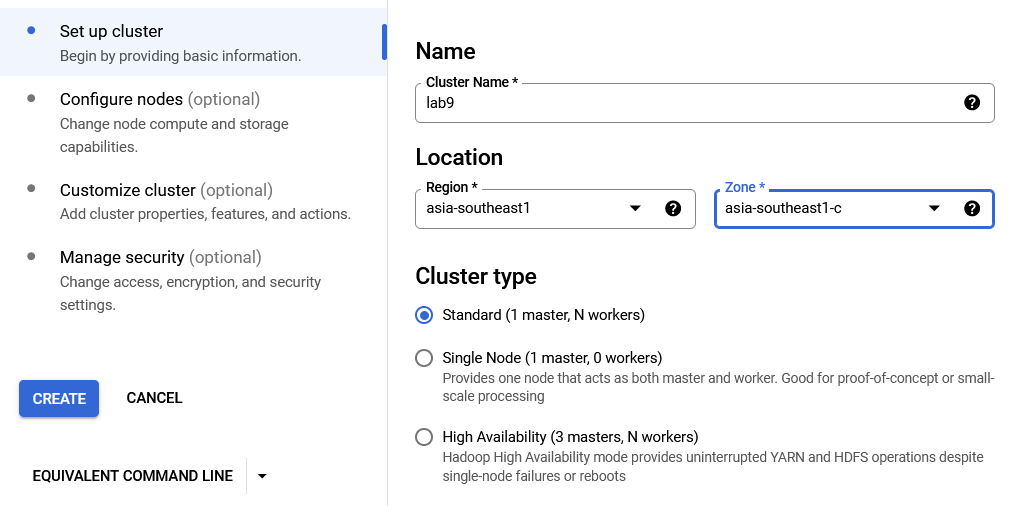 Set up cluster
Begin by providing basic information.
Configure nodes (optional)
Change node compute and storage
capabilities.
Customize cluster (optional)
Add cluster properties, features, and actions.
Manage security (optional)
Change access, encryption, and security
settings.
CREATE
CANCEL
EQUIVALENT COMMAND LINE
Name
Cluster Name *
lab9
Location
Region *
asia-southeast1
Zone *
asia-southeast1-c
Cluster type
Standard (1 master, N workers)
Single Node (1 master, 0 workers)
Provides one node that acts as both master and worker. Good for proof-of-concept or small-
scale processing
High Availability (3 masters, N workers)
Hadoop High Availability mode provides uninterrupted YARN and HDFS operations despite
single-node failures or reboots